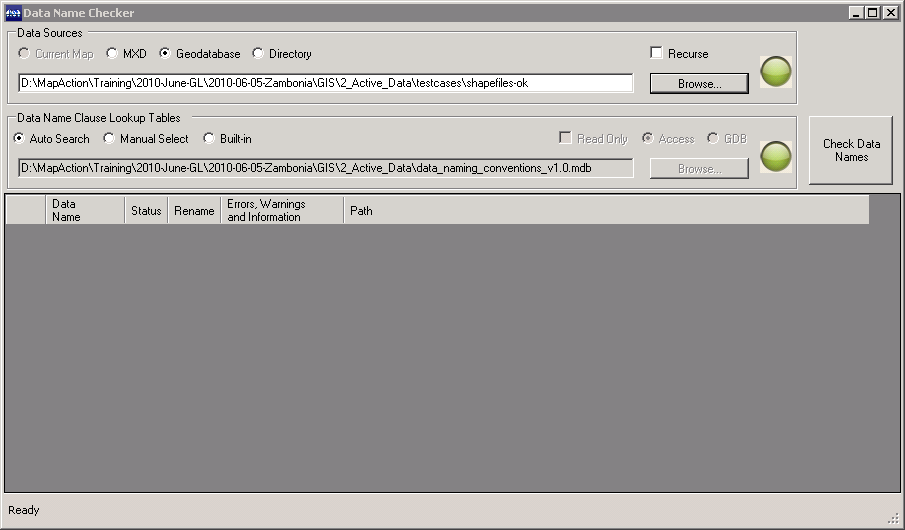 Data Name Checker
Data Sources
Current Map MXD Geodatabase Directory Recurse
D:\MapAction\Training\2010-June-GL\2010-06-05-Zambonia\GIS\2_Active_Data\testcases\shapefiles-ok Browse...
Data Name Clause Lookup Tables
Auto Search Manual Select Built-in Read Only Access GDB
D:\MapAction\Training\2010-June-GL\2010-06-05-Zambonia\GIS\2_Active_Data\data_naming_conventions_v1.0.mdb Browse...
Check Data
Names
Data
Name
Status
Rename
Errors, Warnings
and Information
Path
Ready